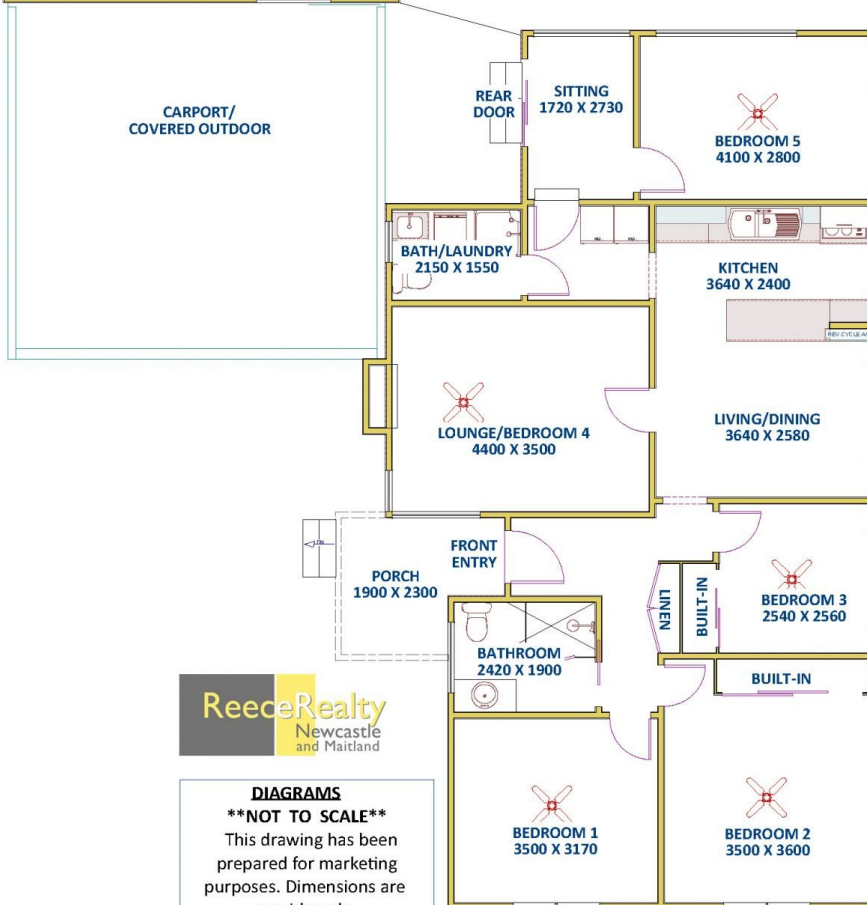 CARPORT/
COVERED OUTDOOR
REAR
DOOR
SITTING
1720 X 2730
BEDROOM 5
4100 X 2800
BATH/LAUNDRY
2150 X 1550
KITCHEN
3640 X 2400
LOUNGE/BEDROOM 4
4400 X 3500
LIVING/DINING
3640 X 2580
FRONT
ENTRY
PORCH
1900 X 2300
LINEN
BUILT-IN
BEDROOM 3
2540 X 2560
BATHROOM
2420 X 1900
BUILT-IN
ReeceRealty
Newcastle
and Maitland
BEDROOM 1
3500 X 3170
BEDROOM 2
3500 X 3600
DIAGRAMS
**NOT TO SCALE**
This drawing has been
prepared for marketing
purposes. Dimensions are